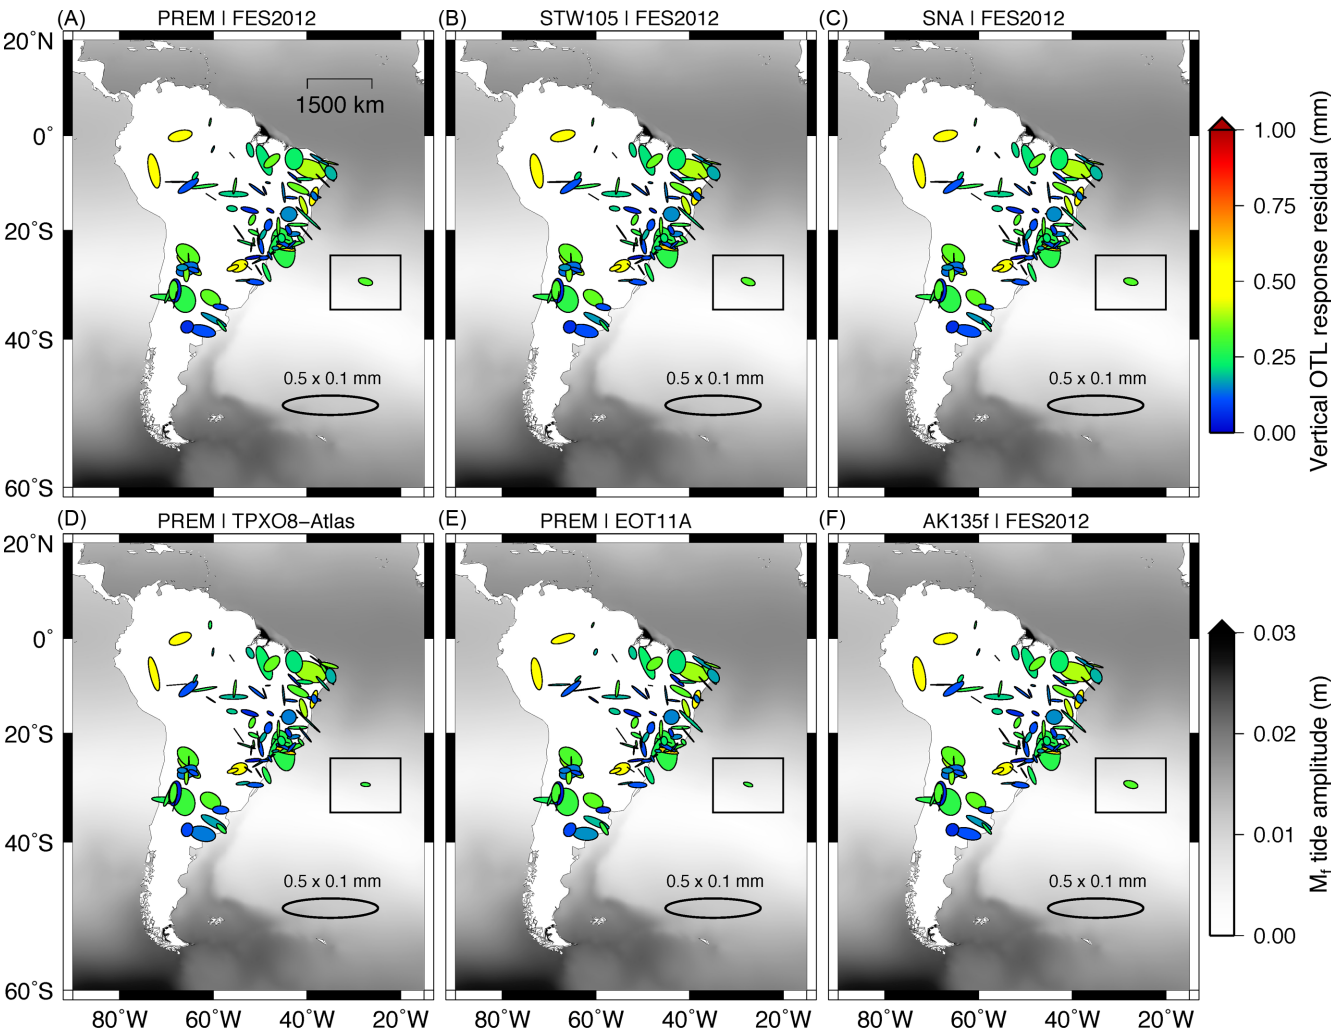 (A) PREM | FES2012
(B) STW105 | FES2012
(C) SNA | FES2012
20°N
0°
20°S
40°S
60°S
1500 km
0.5 x 0.1 mm
0.5 x 0.1 mm
0.5 x 0.1 mm
1.00
0.75
0.50
0.25
0.00
Vertical OTL response residual (mm)
(D) PREM | TPXO8-Atlas
(E) PREM | EOT11A
(F) AK135f | FES2012
20°N
0°
20°S
40°S
60°S
0.5 x 0.1 mm
0.5 x 0.1 mm
0.5 x 0.1 mm
80°W 60°W 40°W 20°W
80°W 60°W 40°W 20°W
80°W 60°W 40°W 20°W
0.03
0.02
0.01
0.00
Mf tide amplitude (m)